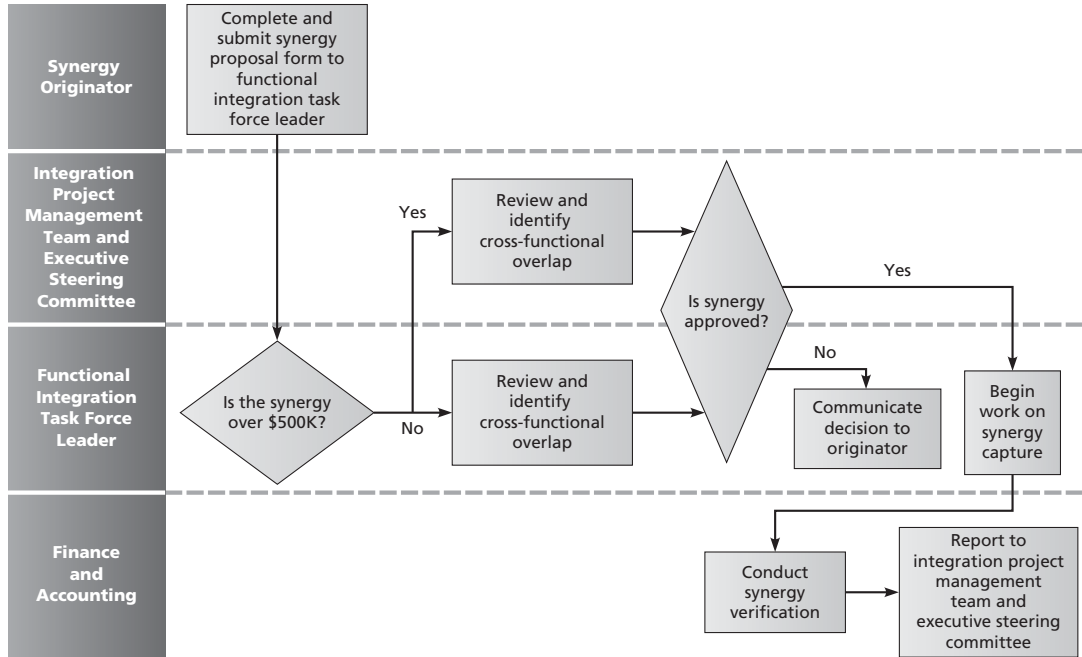 Synergy
Originator
Complete and
submit synergy
proposal form to
functional
integration task
force leader
Integration
Project
Management
Team and
Executive
Steering
Committee
Yes
Review and
identify
cross-functional
overlap
Is synergy
approved?
Yes
Functional
Integration
Task Force
Leader
Is the synergy
over $500K?
No
Review and
identify
cross-functional
overlap
No
Communicate
decision to
originator
Begin
work on
synergy
capture
Finance
and
Accounting
Conduct
synergy
verification
Report to
integration project
management
team and
executive steering
committee